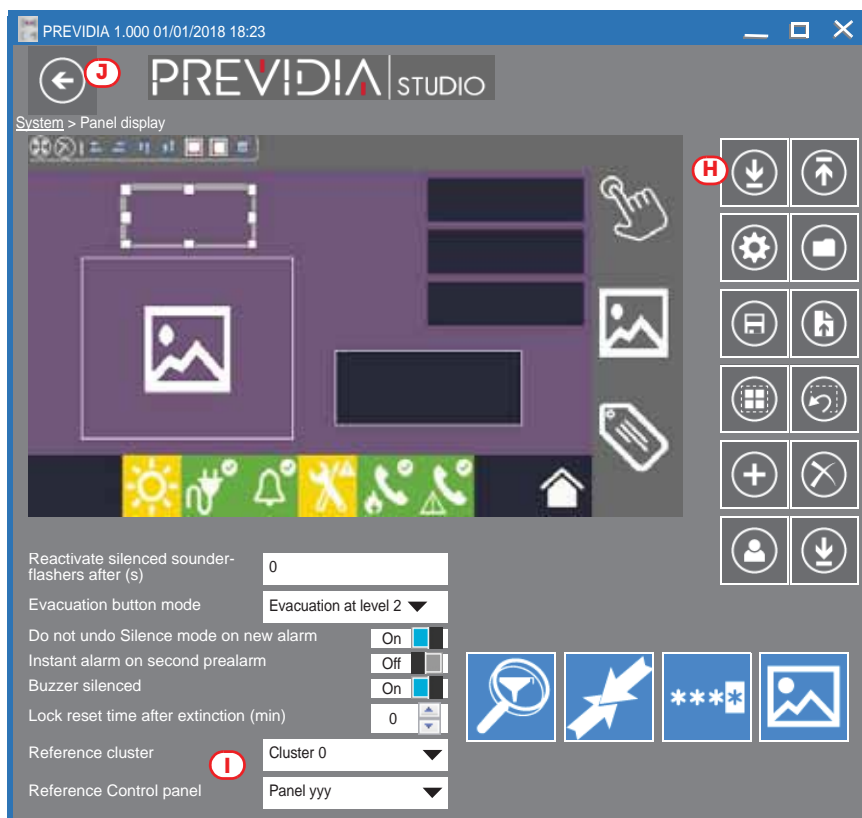 PREVIDIA 1.000 01/01/2018 18:23
J
PREVIDIA STUDIO
System > Panel display
H
Reactivate silenced sounder-
flashers after (s)
0
Evacuation button mode
Evacuation at level 2
Do not undo Silence mode on new alarm
On
Instant alarm on second prealarm
Off
Buzzer silenced
On
Lock reset time after extinction (min)
0
Reference cluster
I
Cluster 0
Reference Control panel
Panel yyy
****